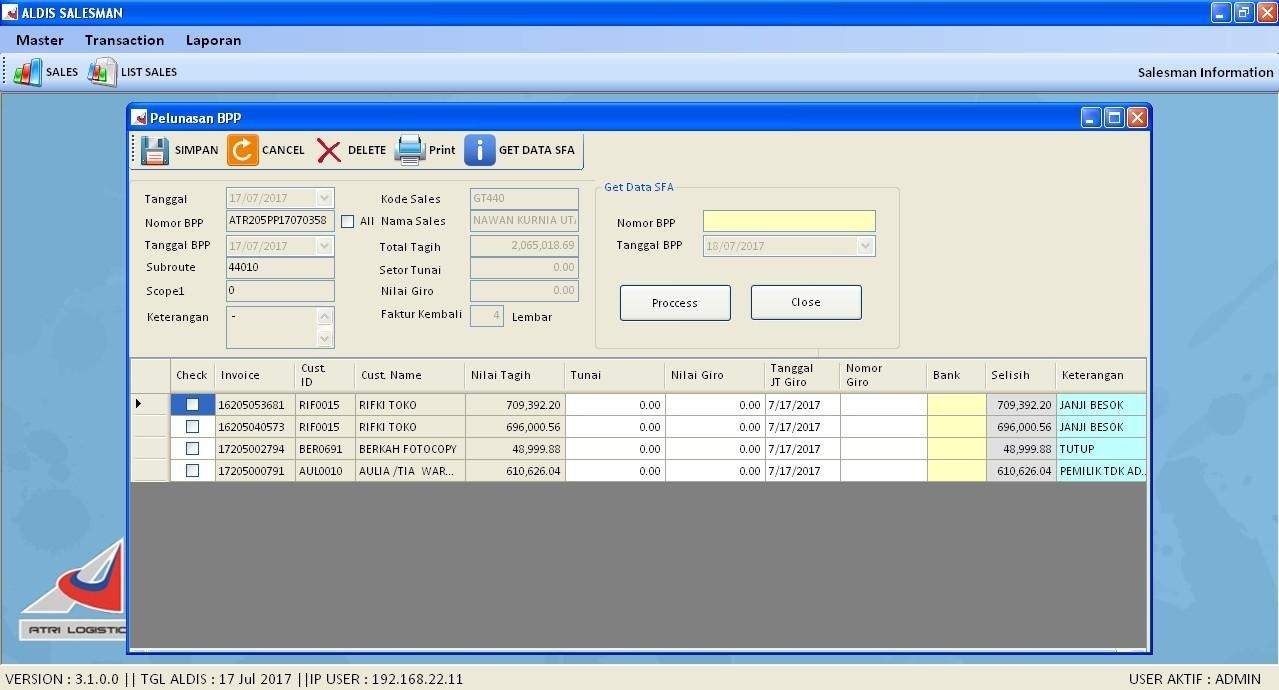 ALDIS SALESMAN
Master Transaction Laporan
SALES LIST SALES Salesman Information
Pelunasan BPP
SIMPAN CANCEL DELETE Print GET DATA SFA
Get Data SFA
Tanggal 17/07/2017 Kode Sales GT440
Nomor BPP ATR205PP17070358 All Nama Sales NAWAN KURNIA UTA Nomor BPP
Tanggal BPP 17/07/2017 Total Tagih 2,065,018.69 Tanggal BPP 18/07/2017
Subroute 44010 Setor Tunai 0.00
Scope1 0 Nilai Giro 0.00
Proccess Close
Keterangan - Faktur Kembali 4 Lembar
Check Invoice Cust. ID Cust. Name Nilai Tagih Tunai Nilai Giro Tanggal JT Giro Nomor Giro Bank Selisih Keterangan
16205053681 RIF0015 RIFKI TOKO 709,392.20 0.00 0.00 7/17/2017 709,392.20 JANJI BESOK
16205040573 RIF0015 RIFKI TOKO 696,000.56 0.00 0.00 7/17/2017 696,000.56 JANJI BESOK
17205002794 BER0691 BERKAH FOTOCOPY 48,999.88 0.00 0.00 7/17/2017 48,999.88 TUTUP
17205000791 AUL0010 AULIA /TIA WAR... 610,626.04 0.00 0.00 7/17/2017 610,626.04 PEMILIK TDK AD...
ATRI LOGISTIC
VERSION : 3.1.0.0 || TGL ALDIS : 17 Jul 2017 ||IP USER : 192.168.22.11 USER AKTIF : ADMIN